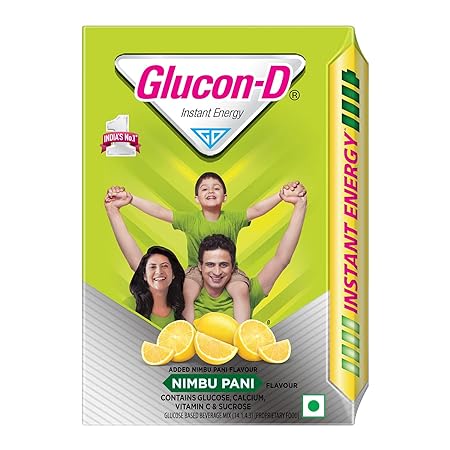 Glucon-D®
Instant Energy
1
INDIA'S No.1*
ADDED NIMBU PANI FLAVOUR
NIMBU PANI FLAVOUR
CONTAINS GLUCOSE, CALCIUM,
VITAMIN C & SUCROSE
GLUCOSE BASED BEVERAGE MIX (14.1.4.3) (PROPRIETARY FOOD)
INSTANT ENERGY*